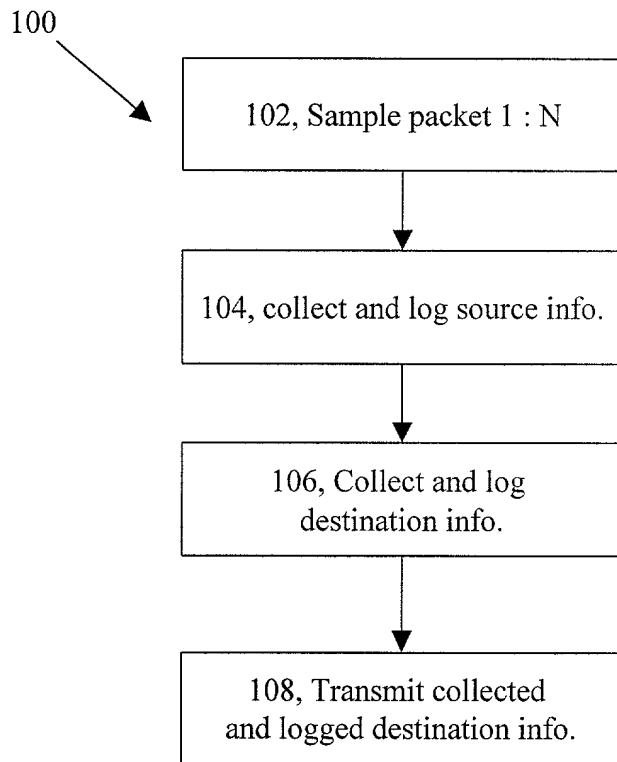 100
102, Sample packet 1 : N
104, collect and log source info.
106, Collect and log
destination info.
108, Transmit collected
and logged destination info.